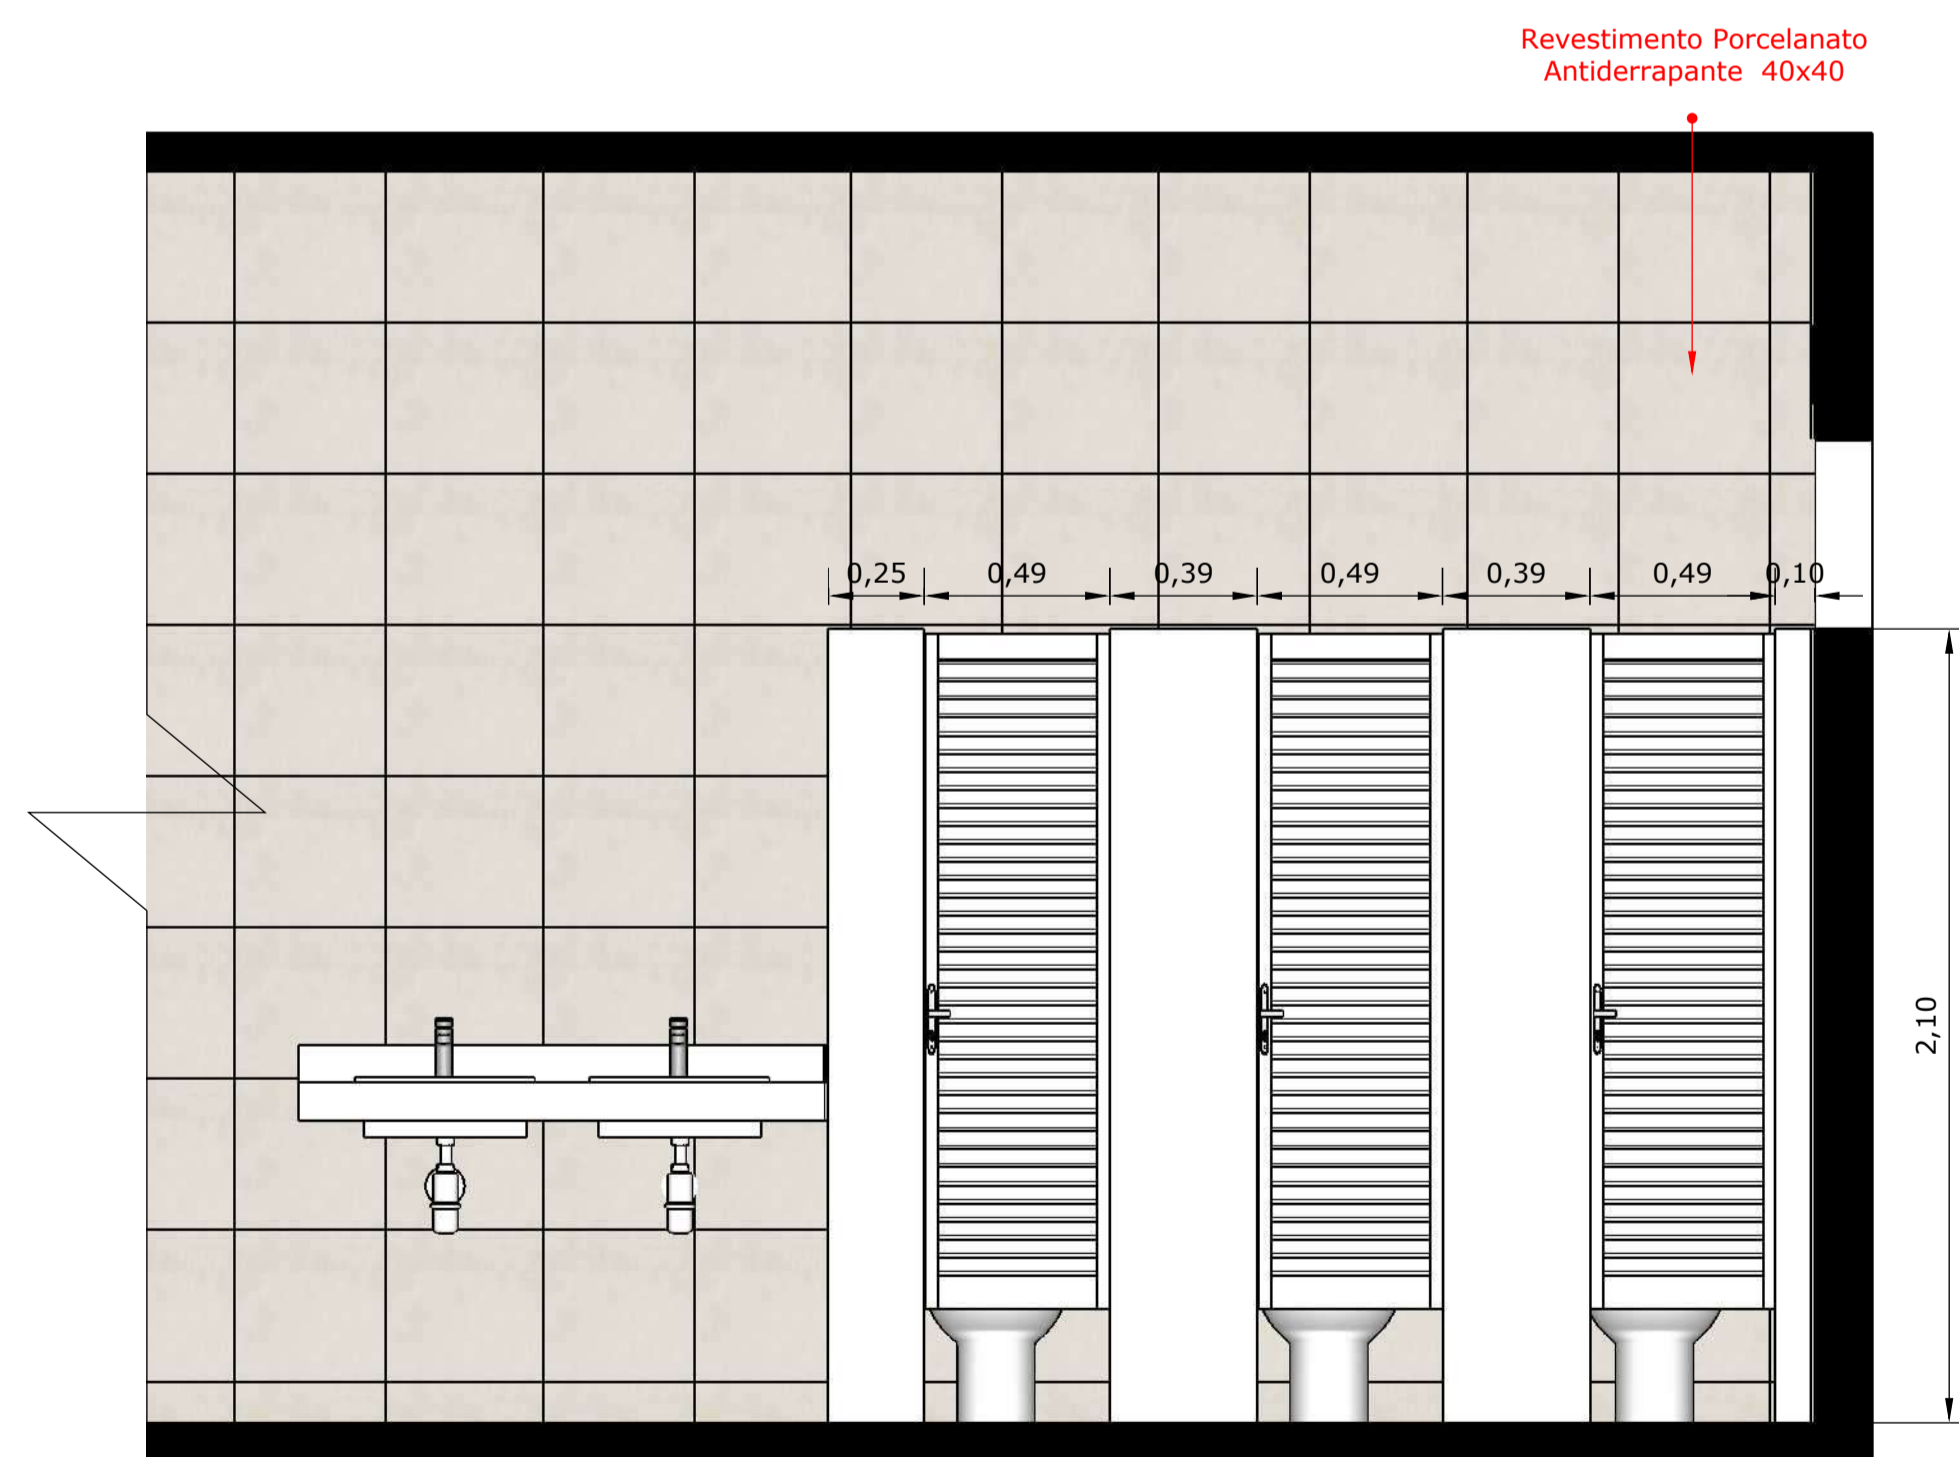 Revestimento Porcelanato
Antiderrapante 40x40
0,25 0,49 0,39 0,49 0,39 0,49 0,10
2,10